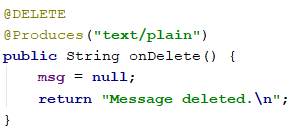 @DELETE
@Produces("text/plain")
public String onDelete() {
    msg = null;
    return "Message deleted.\n";
}